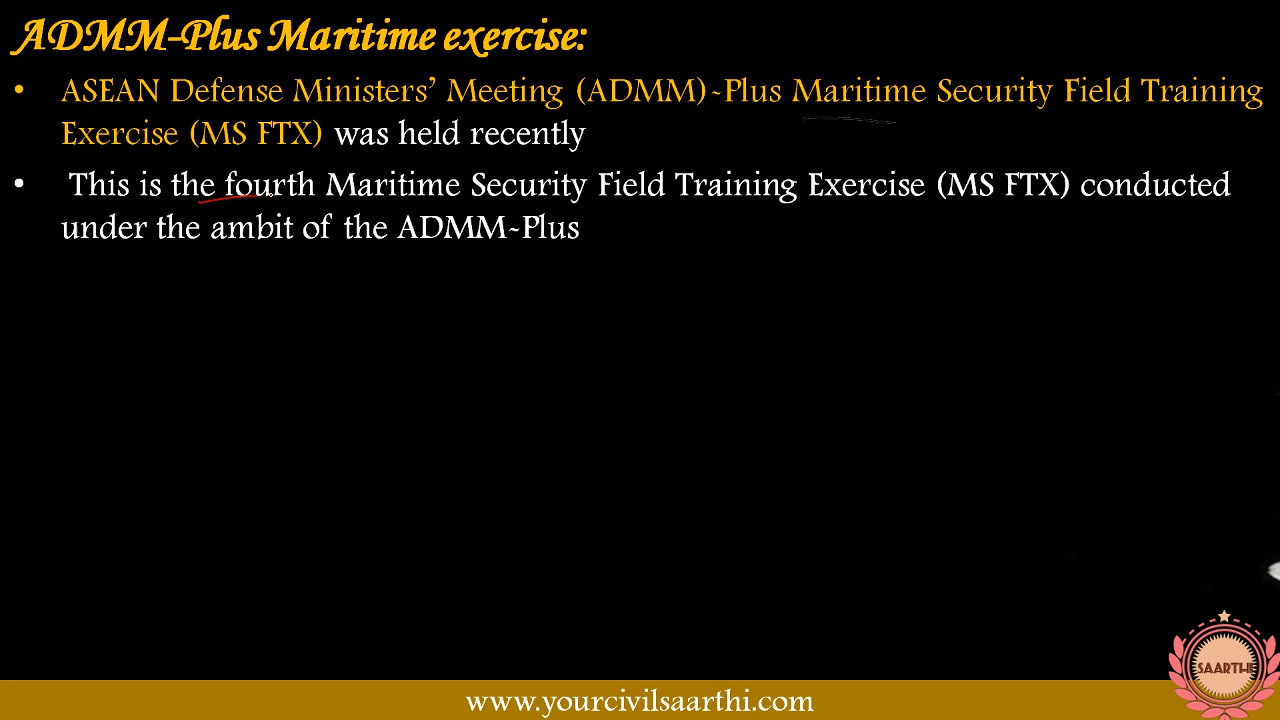 ADMM-Plus Maritime exercise:
• ASEAN Defense Ministers’ Meeting (ADMM)-Plus Maritime Security Field Training
Exercise (MS FTX) was held recently
• This is the fourth Maritime Security Field Training Exercise (MS FTX) conducted
under the ambit of the ADMM-Plus
SAARTHI
www.yourcivilsaarthi.com